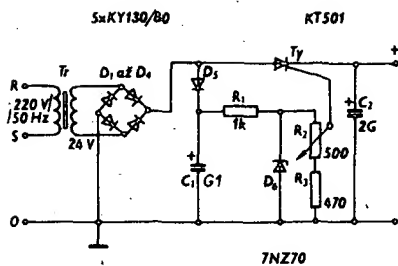 5xKY130/80 KT501
Tr D₁ až D₄ D₅ Ty +
R
220 V/
/50 Hz
S
24 V
R₁
1k
R₂
500
C₂
2G
+
+
C₁ G1
D₆
R₃
470
0
7NZ70